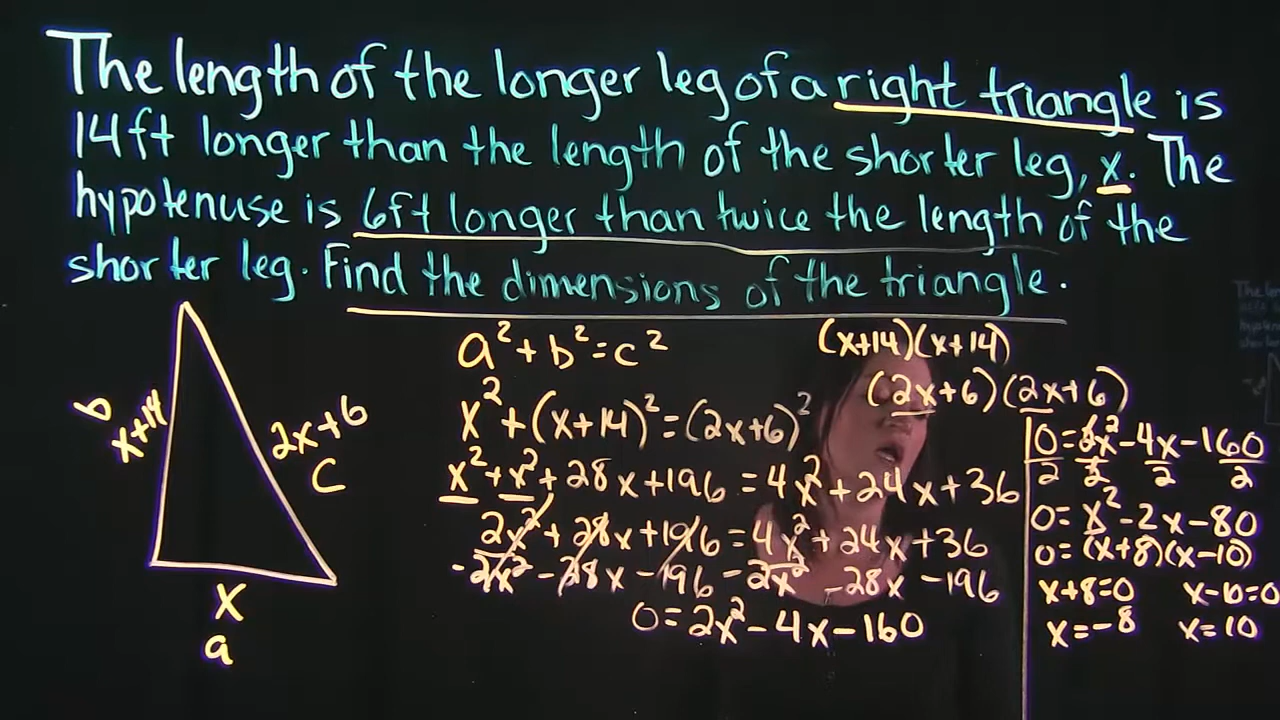 The length of the longer leg of a right triangle is
14ft longer than the length of the shorter leg, x. The
hypotenuse is 6ft longer than twice the length of the
shorter leg. Find the dimensions of the triangle.
b
x+14
2x+6
C
x
a
a²+b²=c²
x²+(x+14)²=(2x+6)²
x²+x²+28x+196=4x²+24x+36
2x²+28x+196=4x²+24x+36
-2x²-28x-196 -2x²-28x-196
0=2x²-4x-160
(x+14)(x+14)
(2x+6)(2x+6)
0=2x²-4x-160
2 2 2 2
0=x²-2x-80
0=(x+8)(x-10)
x+8=0 x-10=0
x=-8 x=10